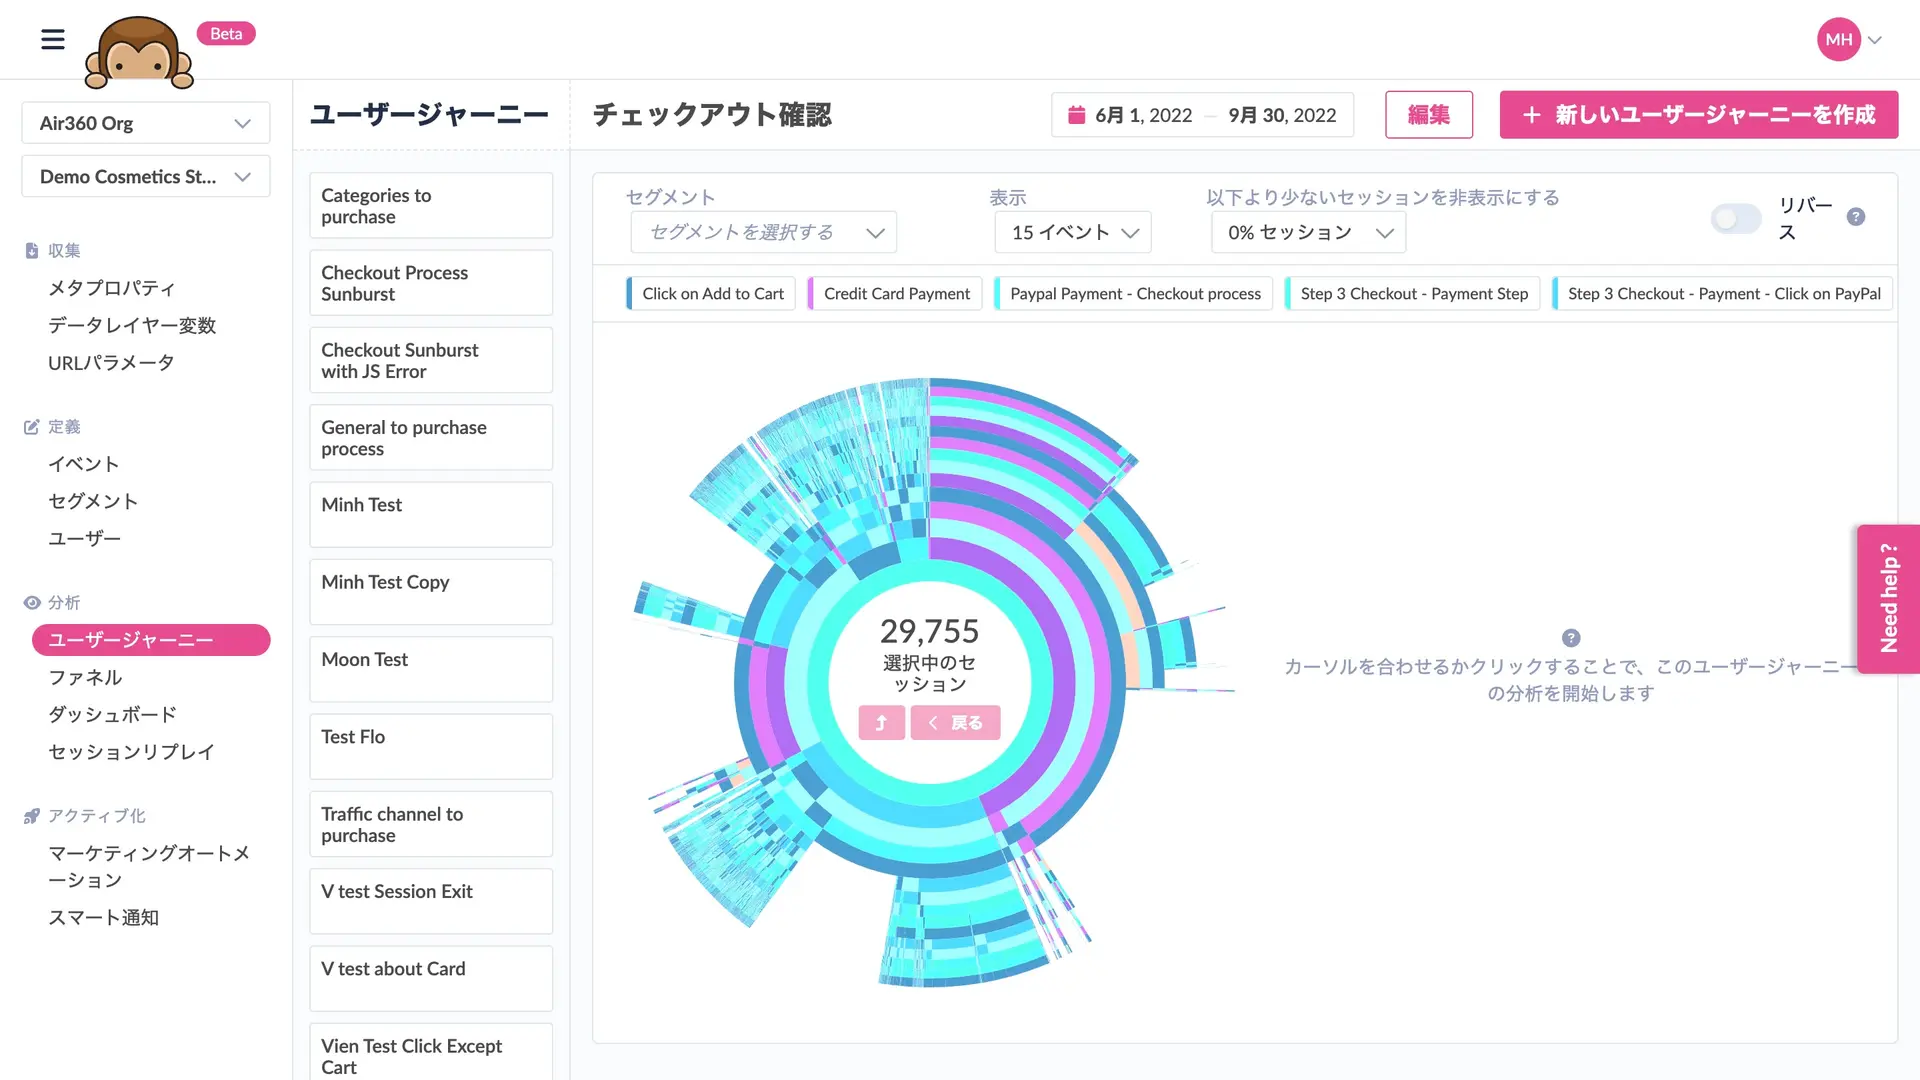 Beta
MH
Air360 Org
Demo Cosmetics St...
収集
メタプロパティ
データレイヤー変数
URLパラメータ
定義
イベント
セグメント
ユーザー
分析
ユーザージャーニー
ファネル
ダッシュボード
セッションリプレイ
アクティブ化
マーケティングオートメ
ーション
スマート通知
ユーザージャーニー
Categories to
purchase
Checkout Process
Sunburst
Checkout Sunburst
with JS Error
General to purchase
process
Minh Test
Minh Test Copy
Moon Test
Test Flo
Traffic channel to
purchase
V test Session Exit
V test about Card
Vien Test Click Except
Cart
チェックアウト確認
6月 1, 2022 – 9月 30, 2022
編集
+ 新しいユーザージャーニーを作成
セグメント
セグメントを選択する
表示
15 イベント
以下より少ないセッションを非表示にする
0% セッション
リバー
ス
?
Click on Add to Cart
Credit Card Payment
Paypal Payment - Checkout process
Step 3 Checkout - Payment Step
Step 3 Checkout - Payment - Click on PayPal
29,755
選択中のセ
ッション
戻る
?
カーソルを合わせるかクリックすることで、このユーザージャーニー
の分析を開始します
Need help?